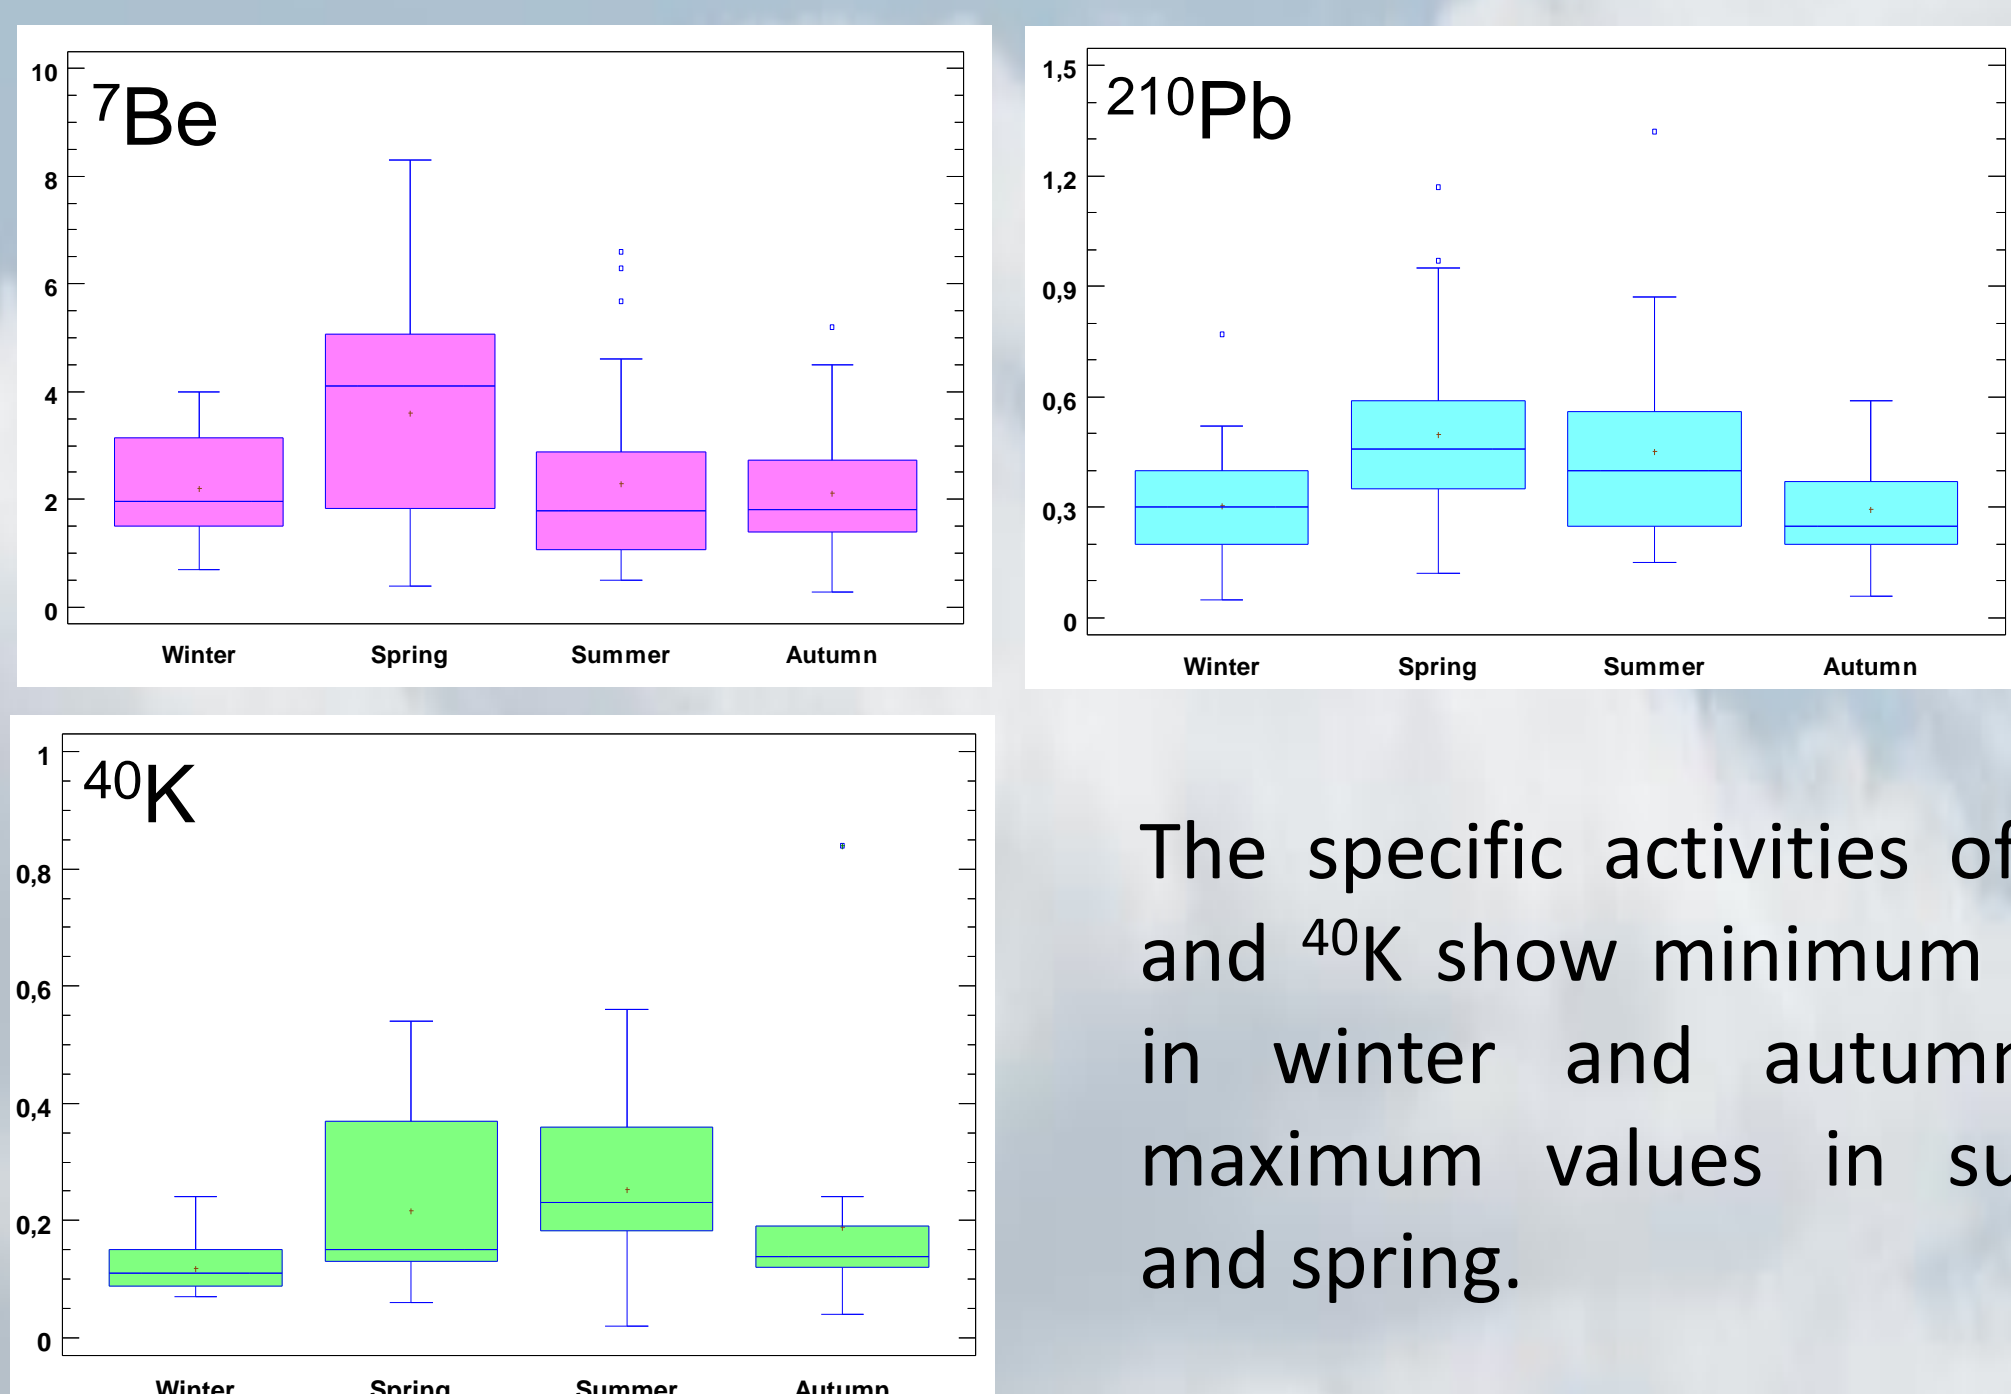 10
⁷Be
8
6
4
2
0
Winter Spring Summer Autumn
1,5
²¹⁰Pb
1,2
0,9
0,6
0,3
0
Winter Spring Summer Autumn
1
⁴⁰K
0,8
0,6
0,4
0,2
0
Winter Spring Summer Autumn
The specific activities of
and ⁴⁰K show minimum
in winter and autumn
maximum values in su
and spring.